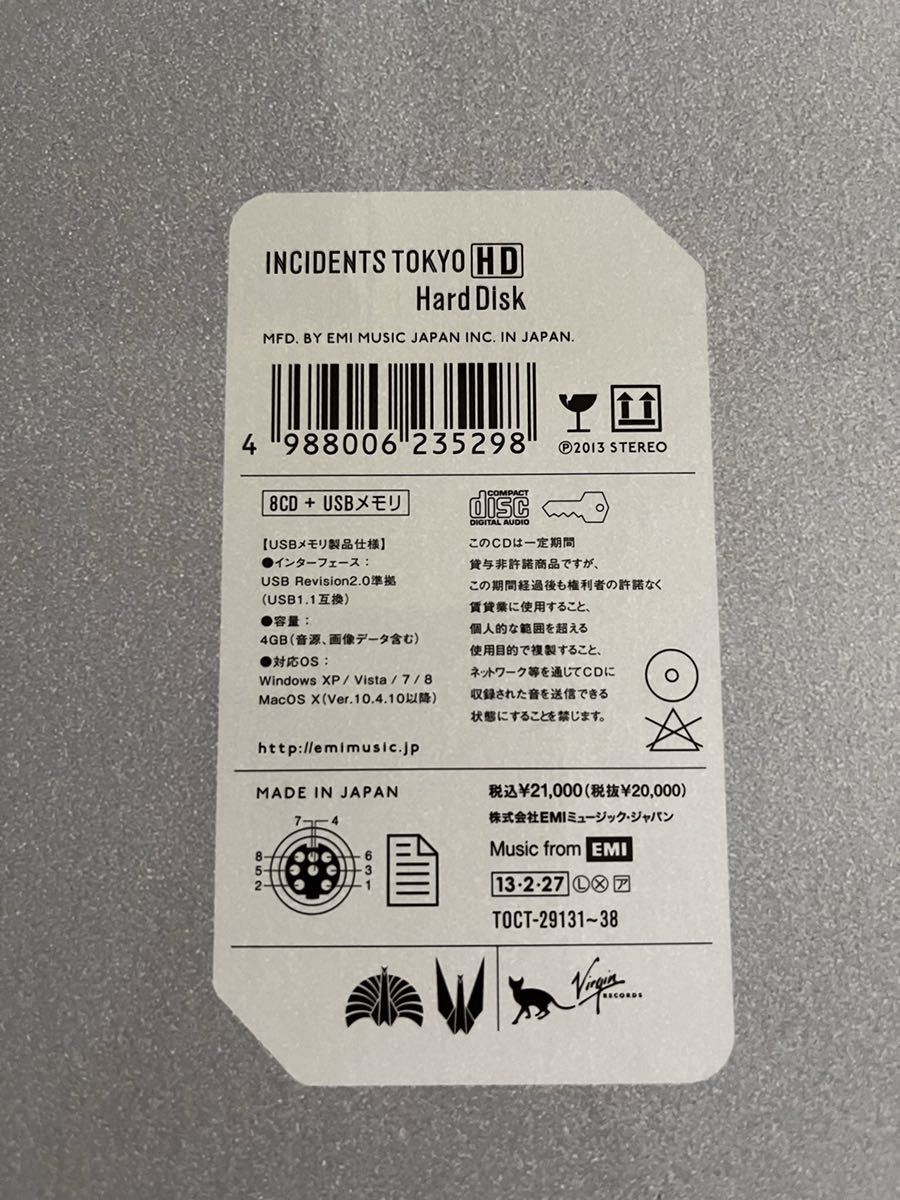 INCIDENTS TOKYO HD
Hard Disk
MFD. BY EMI MUSIC JAPAN INC. IN JAPAN.
4 988006 235298
Ⓟ2013 STEREO
8CD + USBメモリ
【USBメモリ製品仕様】
●インターフェース：
USB Revision2.0準拠
(USB1.1互換)
●容量：
4GB(音源、画像データ含む)
●対応OS：
Windows XP / Vista / 7 / 8
MacOS X(Ver.10.4.10以降)
http://emimusic.jp
COMPACT
disc
DIGITAL AUDIO
このCDは一定期間
貸与非許諾商品ですが、
この期間経過後も権利者の許諾なく
賃貸業に使用すること、
個人的な範囲を超える
使用目的で複製すること、
ネットワーク等を通じてCDに
収録された音を送信できる
状態にすることを禁じます。
MADE IN JAPAN
7 4
8 6
5 3
2 1
税込¥21,000(税抜¥20,000)
株式会社EMIミュージック・ジャパン
Music from EMI
13・2・27 Ⓛ Ⓧ ア
TOCT-29131~38
Virgin
RECORDS